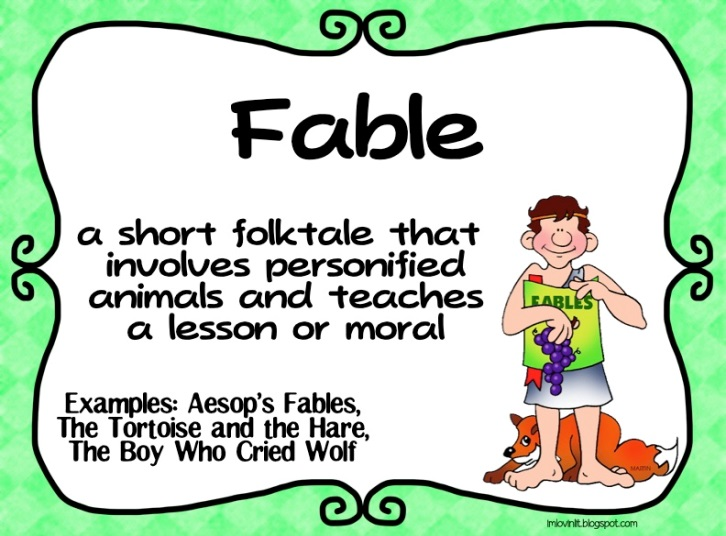 Fable
a short folktale that
involves personified
animals and teaches
a lesson or moral
FABLES
Examples: Aesop's Fables,
The Tortoise and the Hare,
The Boy Who Cried Wolf
MARTIN
imlovinlit.blogspot.com